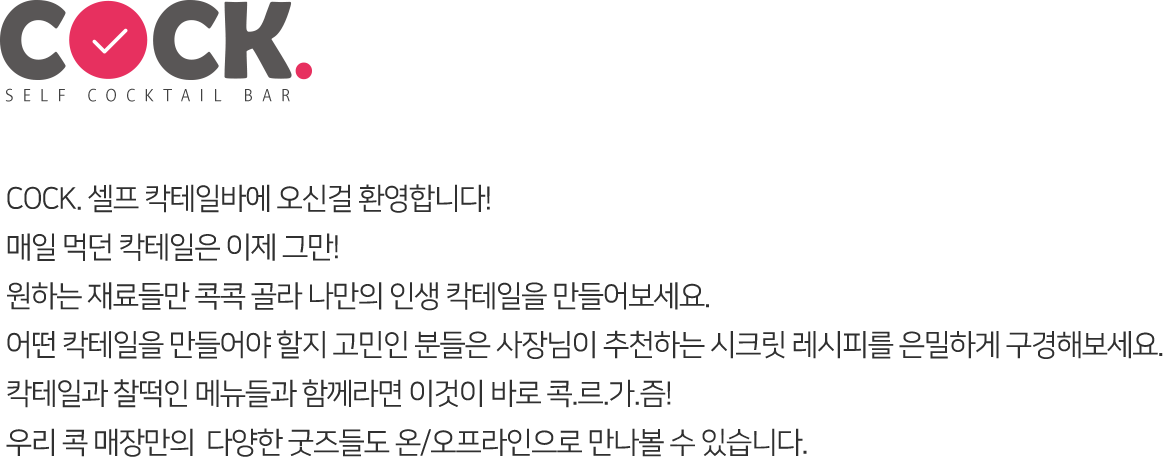 COCK.
SELF COCKTAIL BAR
COCK. 셀프 칵테일바에 오신걸 환영합니다!
매일 먹던 칵테일은 이제 그만!
원하는 재료들만 콕콕 골라 나만의 인생 칵테일을 만들어보세요.
어떤 칵테일을 만들어야 할지 고민인 분들은 사장님이 추천하는 시크릿 레시피를 은밀하게 구경해보세요.
칵테일과 찰떡인 메뉴들과 함께라면 이것이 바로 콕.르.가.즘!
우리 콕 매장만의 다양한 굿즈들도 온/오프라인으로 만나볼 수 있습니다.